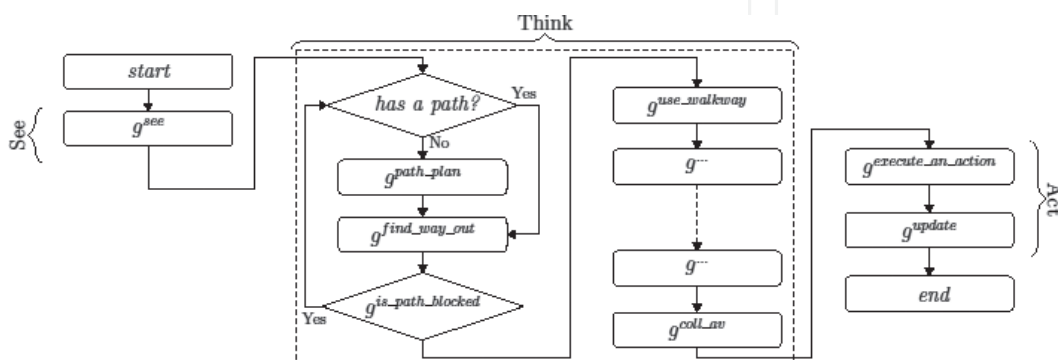 Think
start
See
g^see
has a path?
Yes
No
g^path_plan
g^find_way_out
g^is_path_blocked
Yes
g^use_walkway
g^...
g^...
g^coll_av
g^execute_an_action
g^update
Act
end